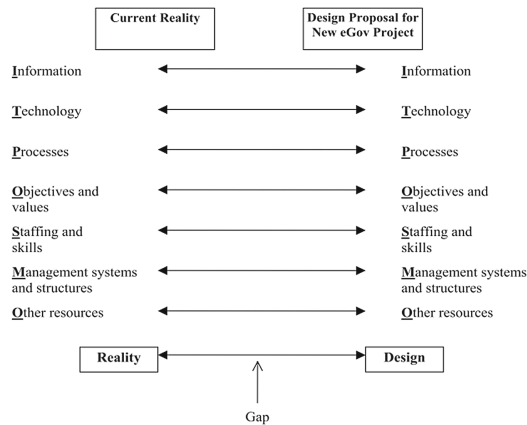 Current Reality
Design Proposal for
New eGov Project
Information
Information
Technology
Technology
Processes
Processes
Objectives and
values
Objectives and
values
Staffing and
skills
Staffing and
skills
Management systems
and structures
Management systems
and structures
Other resources
Other resources
Reality
Design
Gap